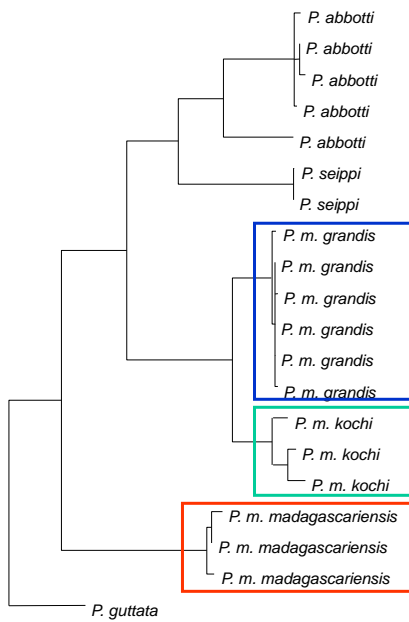 P. abbotti
P. abbotti
P. abbotti
P. abbotti
P. abbotti
P. seippi
P. seippi
P. m. grandis
P. m. grandis
P. m. grandis
P. m. grandis
P. m. grandis
P. m. grandis
P. m. kochi
P. m. kochi
P. m. kochi
P. m. madagascariensis
P. m. madagascariensis
P. m. madagascariensis
P. guttata